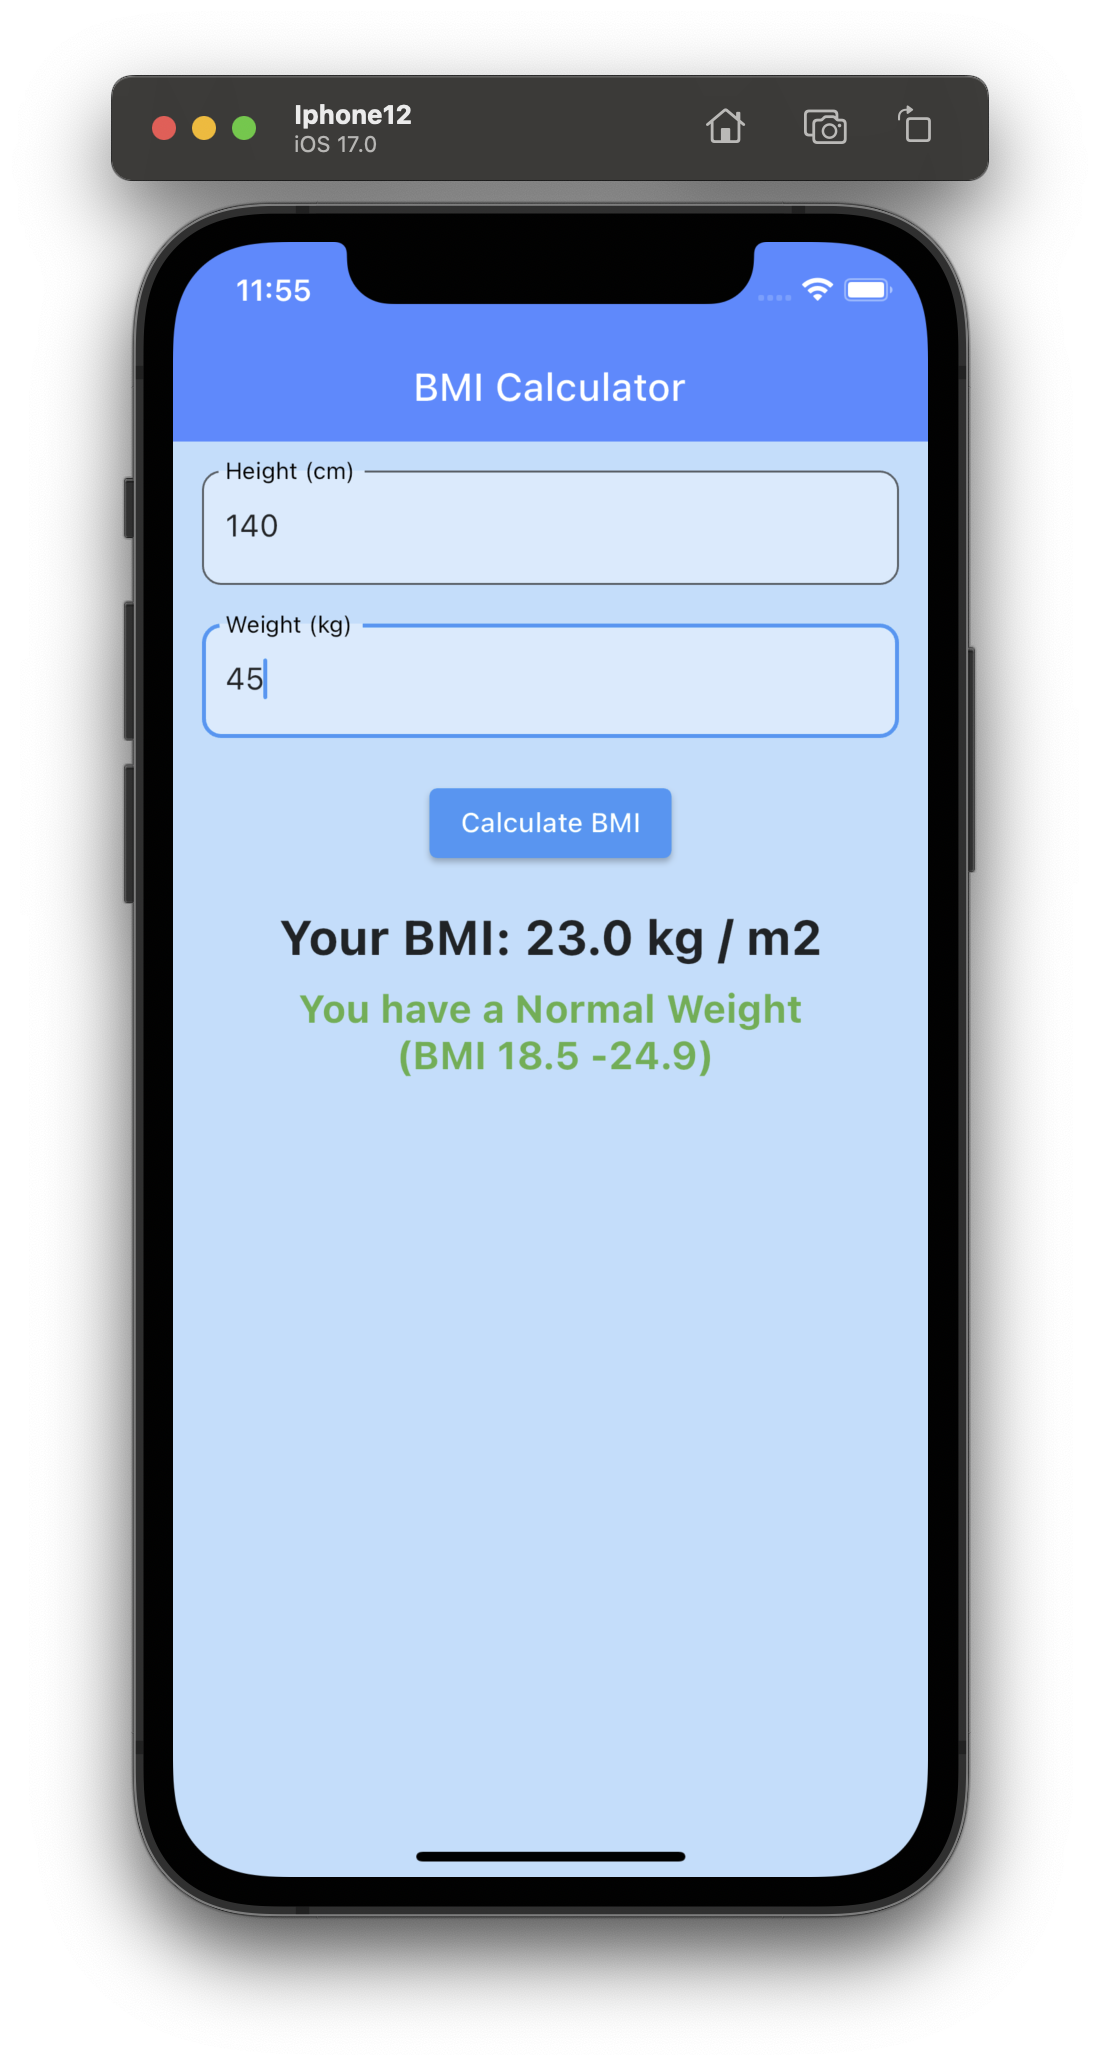 Iphone12
iOS 17.0
11:55
BMI Calculator
Height (cm)
140
Weight (kg)
45
Calculate BMI
Your BMI: 23.0 kg / m2
You have a Normal Weight
(BMI 18.5 -24.9)